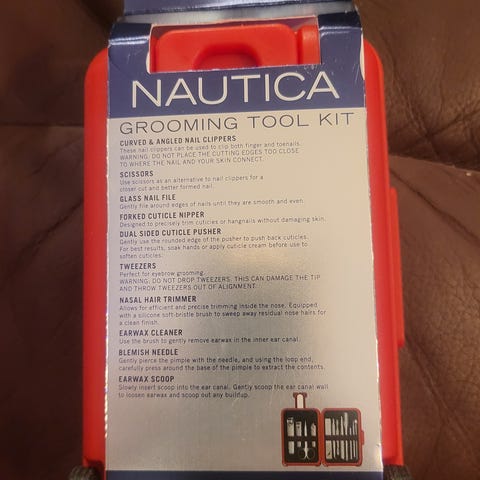 NAUTICA
GROOMING TOOL KIT
CURVED & ANGLED NAIL CLIPPERS
These nail clippers can be used to clip both finger and toenails.
WARNING: DO NOT PLACE THE CUTTING EDGES TOO CLOSE
TO WHERE THE NAIL AND YOUR SKIN CONNECT.
SCISSORS
Use scissors as an alternative to nail clippers for a
closer cut and better formed nail.
GLASS NAIL FILE
Gently file around edges of nails until they are smooth and even.
FORKED CUTICLE NIPPER
Designed to precisely trim cuticles or hangnails without damaging skin.
DUAL SIDED CUTICLE PUSHER
Gently use the rounded edge of the pusher to push back cuticles.
For best results, soak hands or apply cuticle cream before use to
soften cuticles.
TWEEZERS
Perfect for eyebrow grooming.
WARNING: DO NOT DROP TWEEZERS. THIS CAN DAMAGE THE TIP
AND THROW TWEEZERS OUT OF ALIGNMENT.
NASAL HAIR TRIMMER
Allows for efficient and precise trimming inside the nose. Equipped
with a silicone soft-bristle brush to sweep away residual nose hairs for
a clean finish.
EARWAX CLEANER
Use the brush to gently remove earwax in the inner ear canal.
BLEMISH NEEDLE
Gently pierce the pimple with the needle, and using the loop end,
carefully press around the base of the pimple to extract the contents.
EARWAX SCOOP
Slowly insert scoop into the ear canal. Gently scoop the ear canal wall
to loosen earwax and scoop out any buildup.